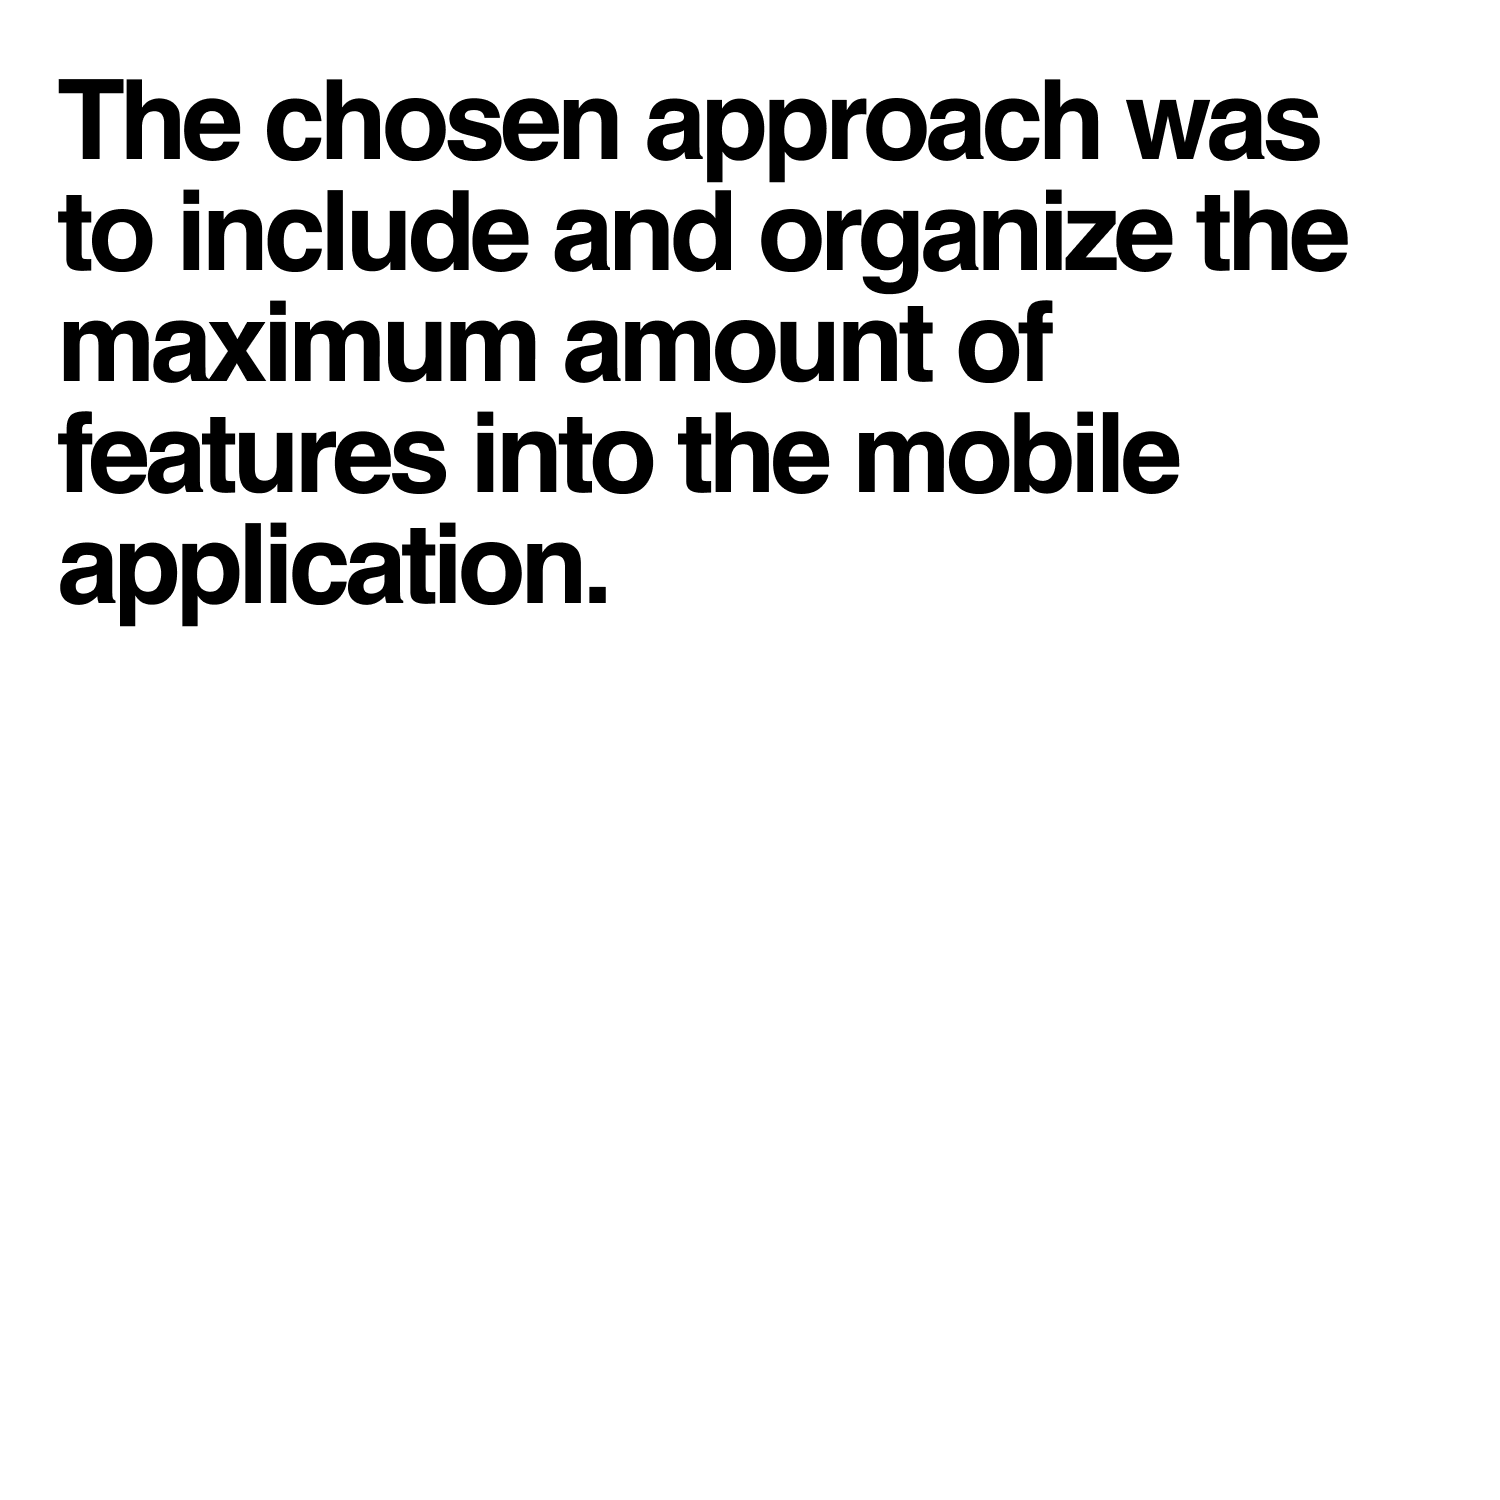 The chosen approach was
to include and organize the
maximum amount of
features into the mobile
application.